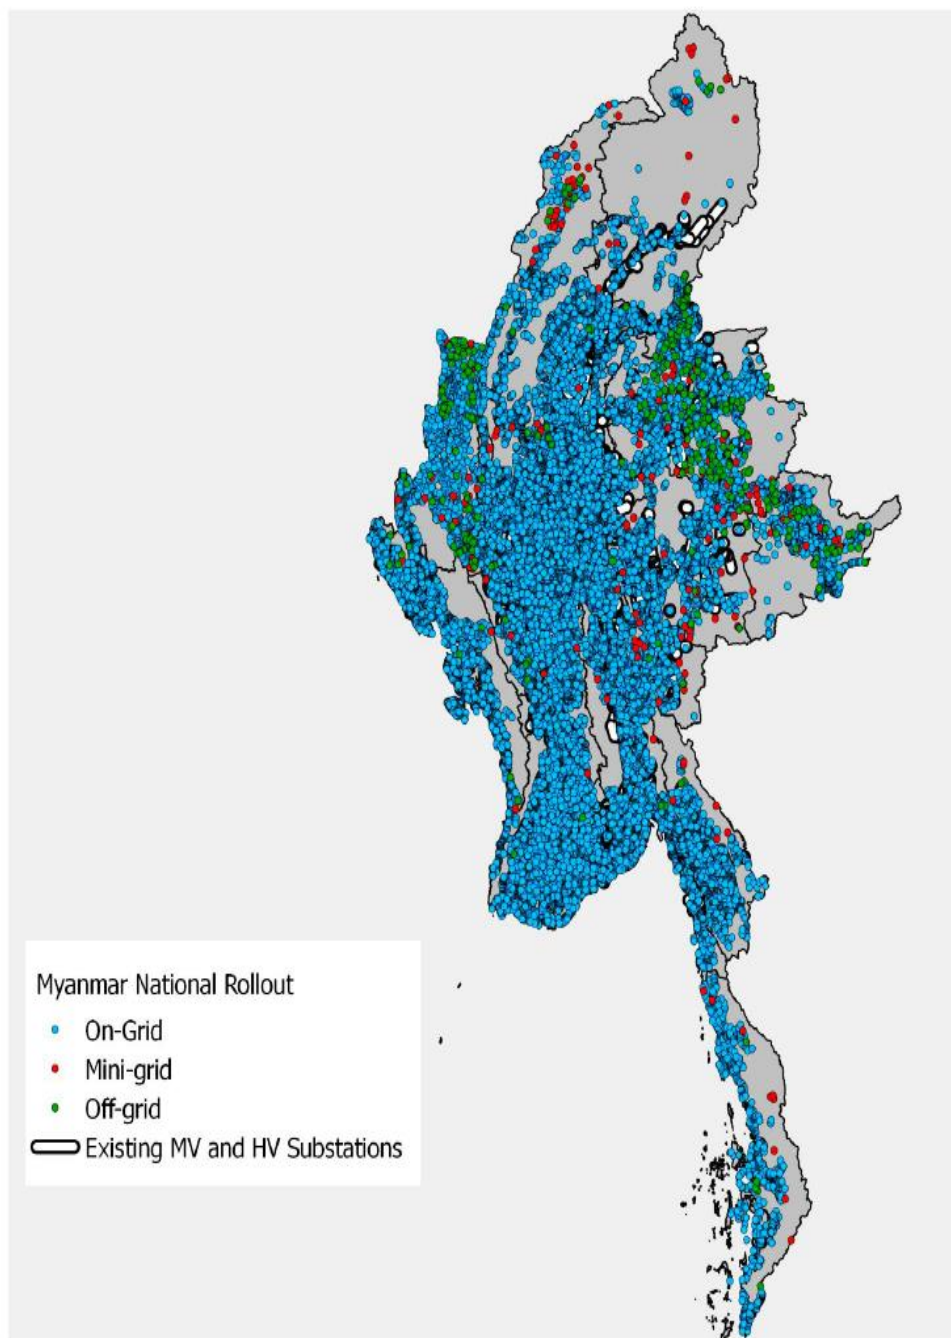 Myanmar National Rollout
On-Grid
Mini-grid
Off-grid
Existing MV and HV Substations